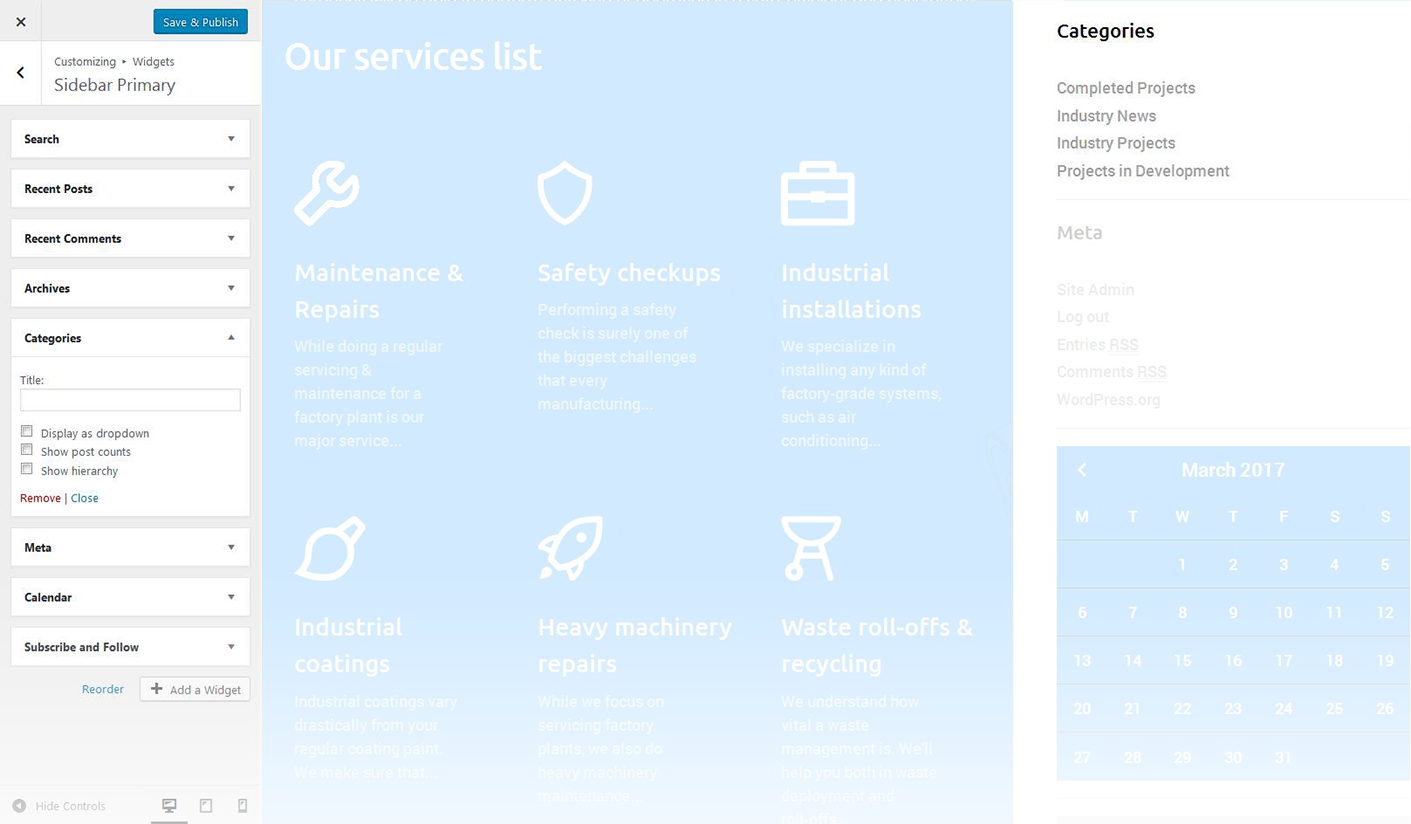 Save & Publish
Customizing ▸ Widgets
Sidebar Primary
Search
Recent Posts
Recent Comments
Archives
Categories
Title:
Display as dropdown
Show post counts
Show hierarchy
Remove | Close
Meta
Calendar
Subscribe and Follow
Reorder
Add a Widget
Hide Controls
Our services list
Maintenance &
Repairs
While doing a regular
servicing &
maintenance for a
factory plant is our
major service...
Safety checkups
Performing a safety
check is surely one of
the biggest challenges
that every
manufacturing...
Industrial
installations
We specialize in
installing any kind of
factory-grade systems,
such as air
conditioning...
Industrial
coatings
Industrial coatings vary
drastically from your
regular coating paint.
We make sure that...
Heavy machinery
repairs
While we focus on
servicing factory
plants, we also do
heavy machinery
maintenance...
Waste roll-offs &
recycling
We understand how
vital a waste
management is. We'll
help you both in waste
deployment and
roll-offs
Categories
Completed Projects
Industry News
Industry Projects
Projects in Development
Meta
Site Admin
Log out
Entries RSS
Comments RSS
WordPress.org
March 2017
M T W T F S S
1 2 3 4 5
6 7 8 9 10 11 12
13 14 15 16 17 18 19
20 21 22 23 24 25 26
27 28 29 30 31